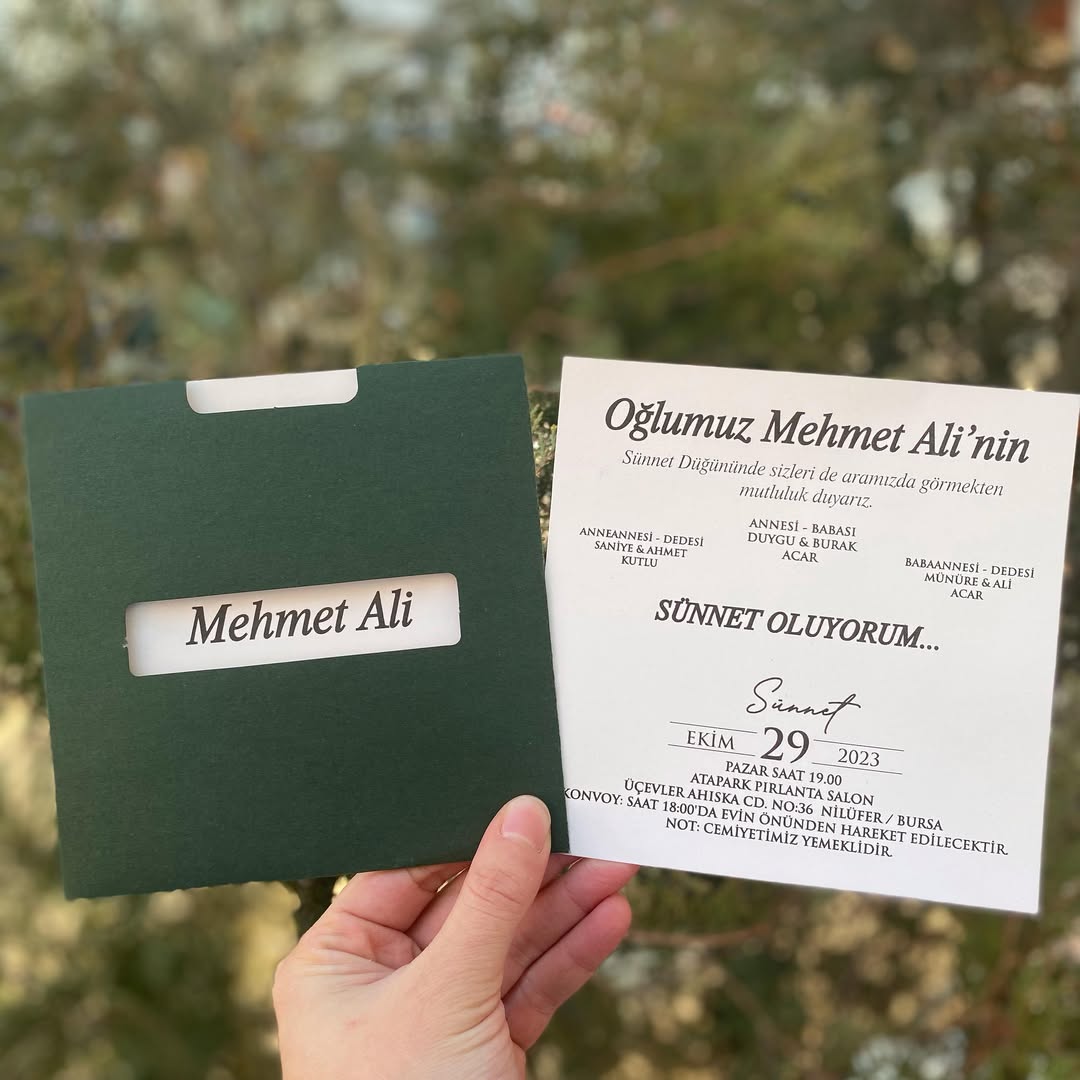 Mehmet Ali
Oğlumuz Mehmet Ali'nin
Sünnet Düğününde sizleri de aramızda görmekten
mutluluk duyarız.
ANNEANNESİ - DEDESİ
SANİYE & AHMET
KUTLU
ANNESİ - BABASI
DUYGU & BURAK
ACAR
BABAANNESİ - DEDESİ
MÜNÜRE & ALİ
ACAR
SÜNNET OLUYORUM...
Sünnet
EKİM 29 2023
PAZAR SAAT 19.00
ATAPARK PIRLANTA SALON
ÜÇEVLER AHISKA CD. NO:36 NİLÜFER / BURSA
KONVOY: SAAT 18:00'DA EVİN ÖNÜNDEN HAREKET EDİLECEKTİR.
NOT: CEMİYETİMİZ YEMEKLİDİR.